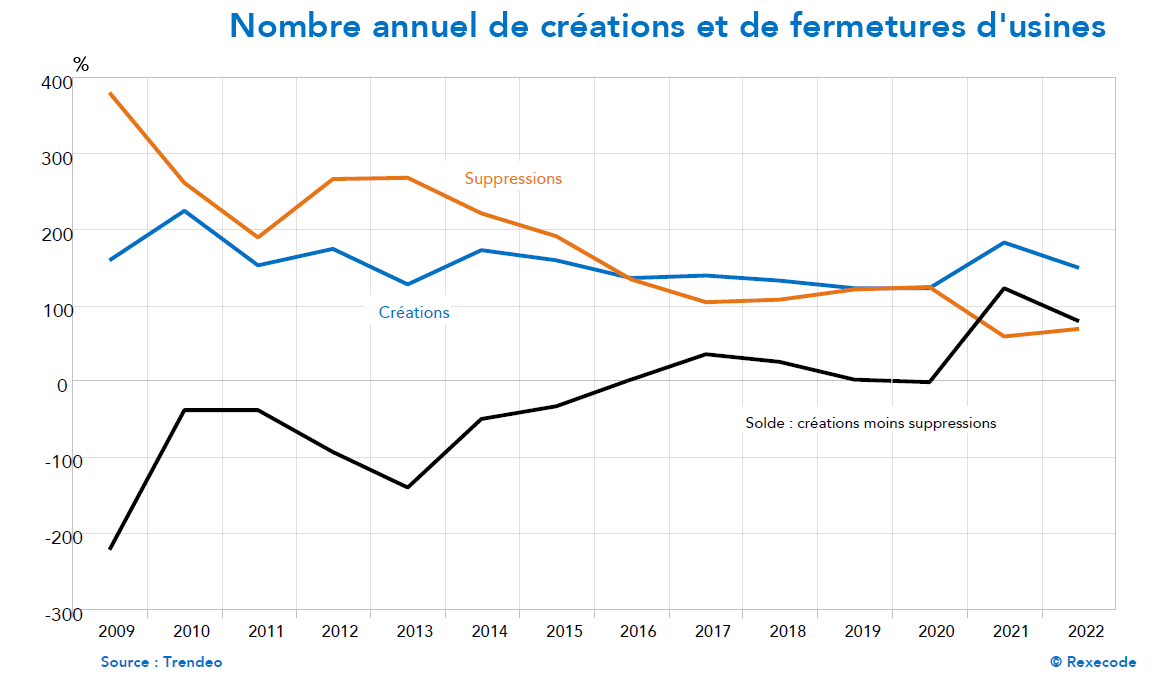 Nombre annuel de créations et de fermetures d'usines
%
400
300
Suppressions
200
100
Créations
0
Solde : créations moins suppressions
-100
-200
-300
2009 2010 2011 2012 2013 2014 2015 2016 2017 2018 2019 2020 2021 2022
Source : Trendeo © Rexecode